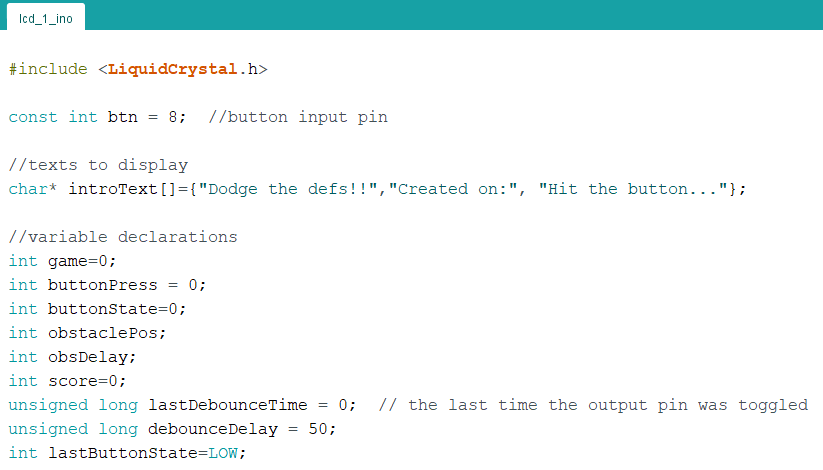 lcd_1_ino
#include <LiquidCrystal.h>
const int btn = 8;  //button input pin
//texts to display
char* introText[]={"Dodge the defs!!","Created on:", "Hit the button..."};
//variable declarations
int game=0;
int buttonPress = 0;
int buttonState=0;
int obstaclePos;
int obsDelay;
int score=0;
unsigned long lastDebounceTime = 0;  // the last time the output pin was toggled
unsigned long debounceDelay = 50;
int lastButtonState=LOW;